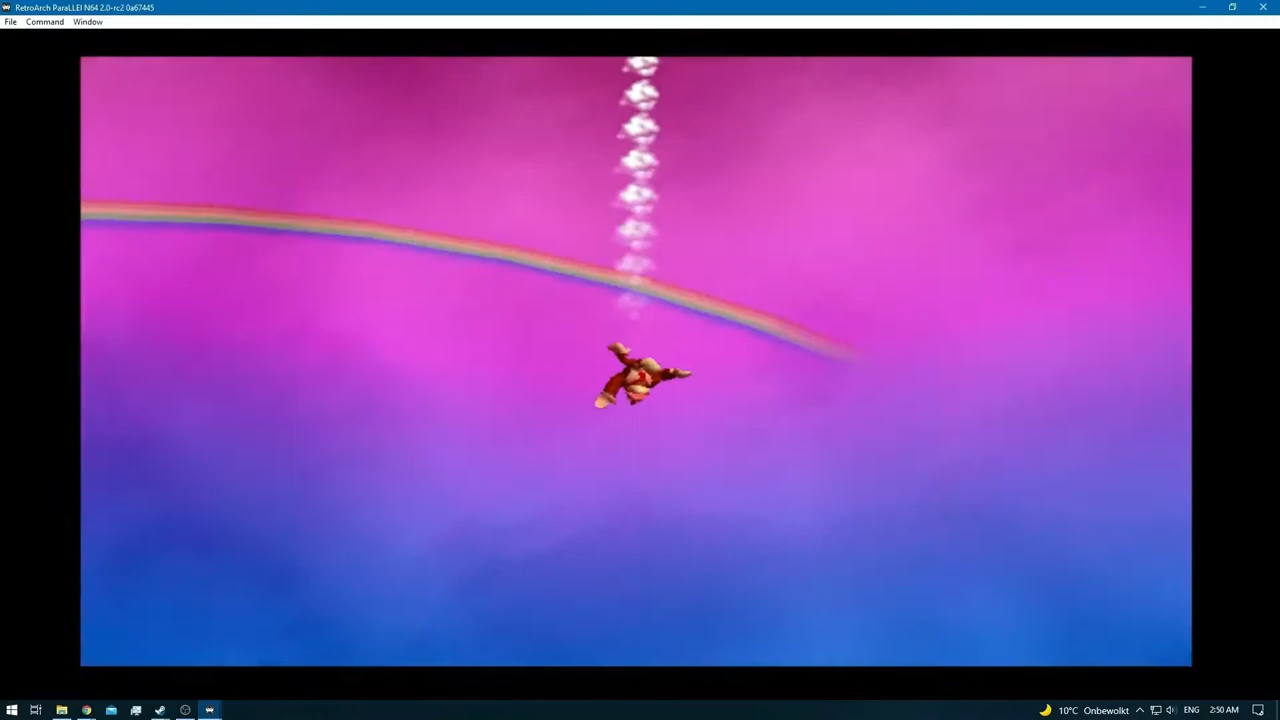 RetroArch ParaLLEl N64 2.0-rc2 0a67445
File Command Window
10°C Onbewolkt ENG 2:50 AM